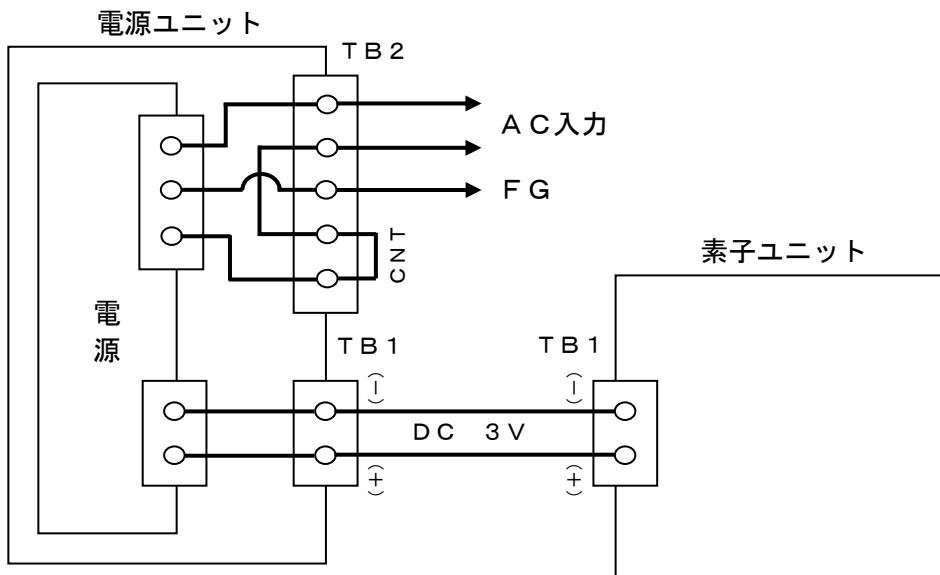 電源ユニット
ＴＢ２
ＡＣ入力
ＦＧ
ＣＮＴ
素子ユニット
電
源
ＴＢ１
ＴＢ１
(－)
(－)
ＤＣ　３Ｖ
(＋)
(＋)